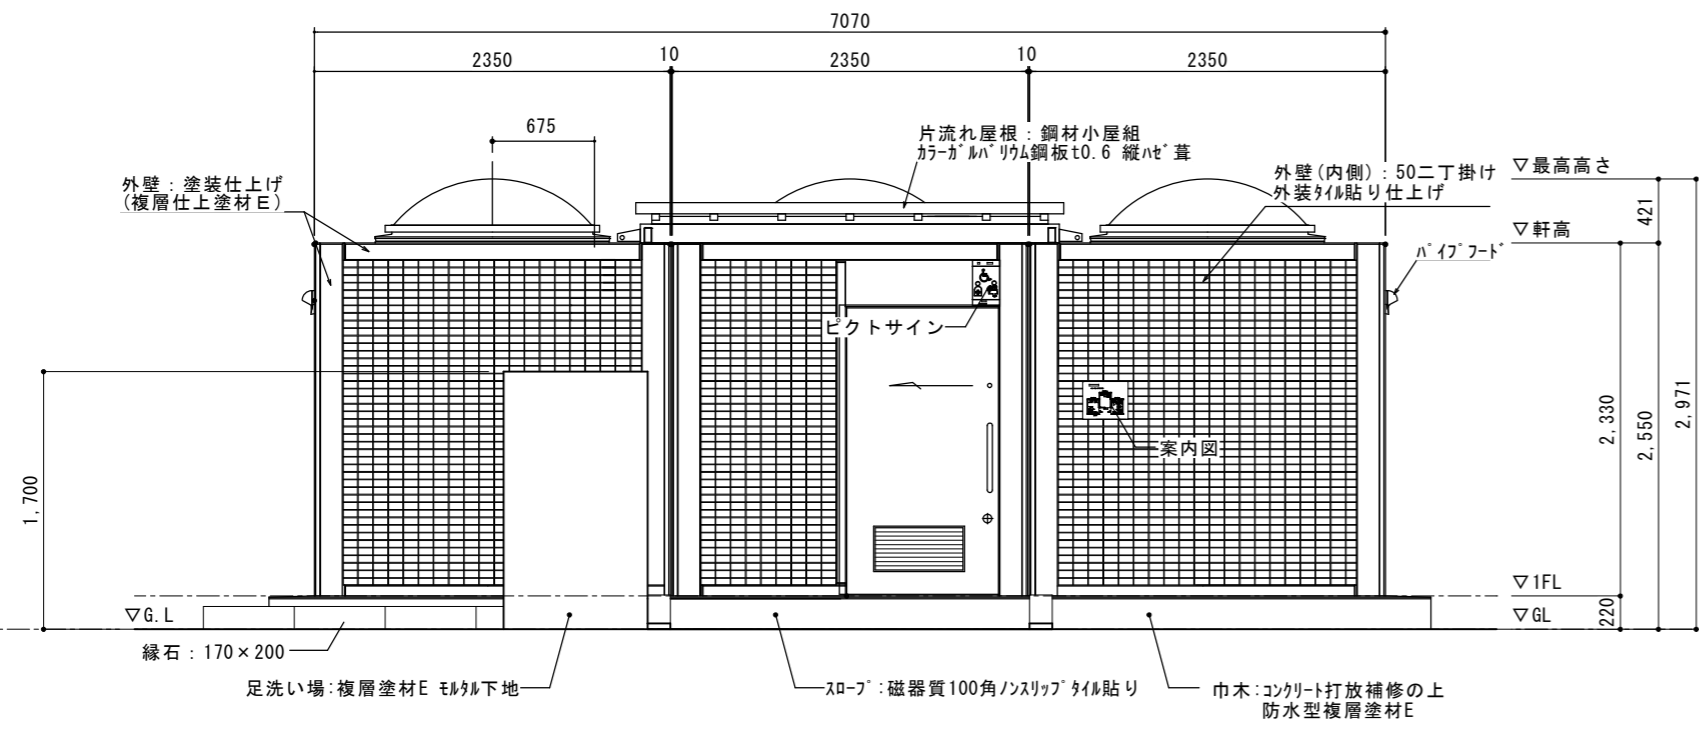 7070
2350
10
2350
10
2350
675
片流れ屋根：鋼材小屋組
ｶﾗｰｶﾞﾙﾊﾞﾘｳﾑ鋼板t0.6 縦ﾊｾﾞ葺
外壁：塗装仕上げ
(複層仕上塗材Ｅ)
外壁(内側)：50二丁掛け
外装ﾀｲﾙ貼り仕上げ
▽最高高さ
421
▽軒高
ﾊﾟｲﾌﾟﾌｰﾄﾞ
ピクトサイン
案内図
1,700
2,330
2,550
2,971
▽1FL
220
▽GL
▽G.L
縁石：170×200
足洗い場:複層塗材E ﾓﾙﾀﾙ下地
ｽﾛｰﾌﾟ:磁器質100角ﾉﾝｽﾘｯﾌﾟﾀｲﾙ貼り
巾木:ｺﾝｸﾘｰﾄ打放補修の上
防水型複層塗材E